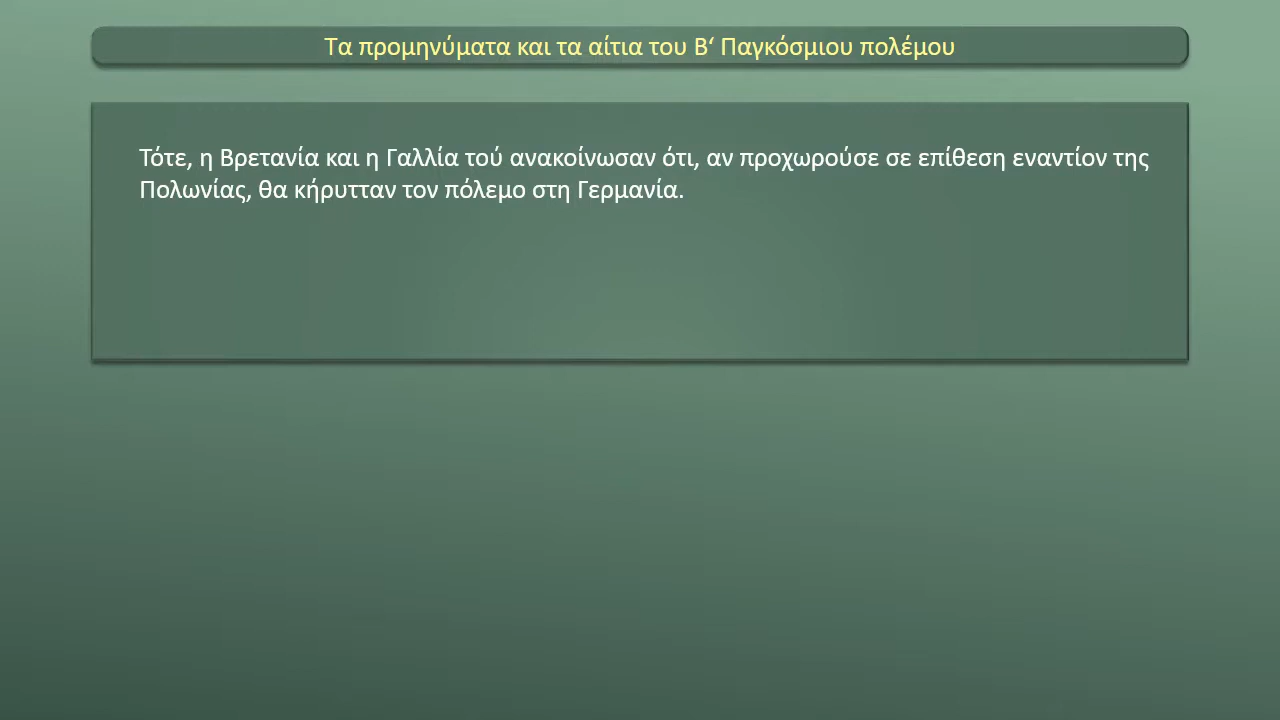 Τα προμηνύματα και τα αίτια του Β‘ Παγκόσμιου πολέμου
Τότε, η Βρετανία και η Γαλλία τού ανακοίνωσαν ότι, αν προχωρούσε σε επίθεση εναντίον της
Πολωνίας, θα κήρυτταν τον πόλεμο στη Γερμανία.